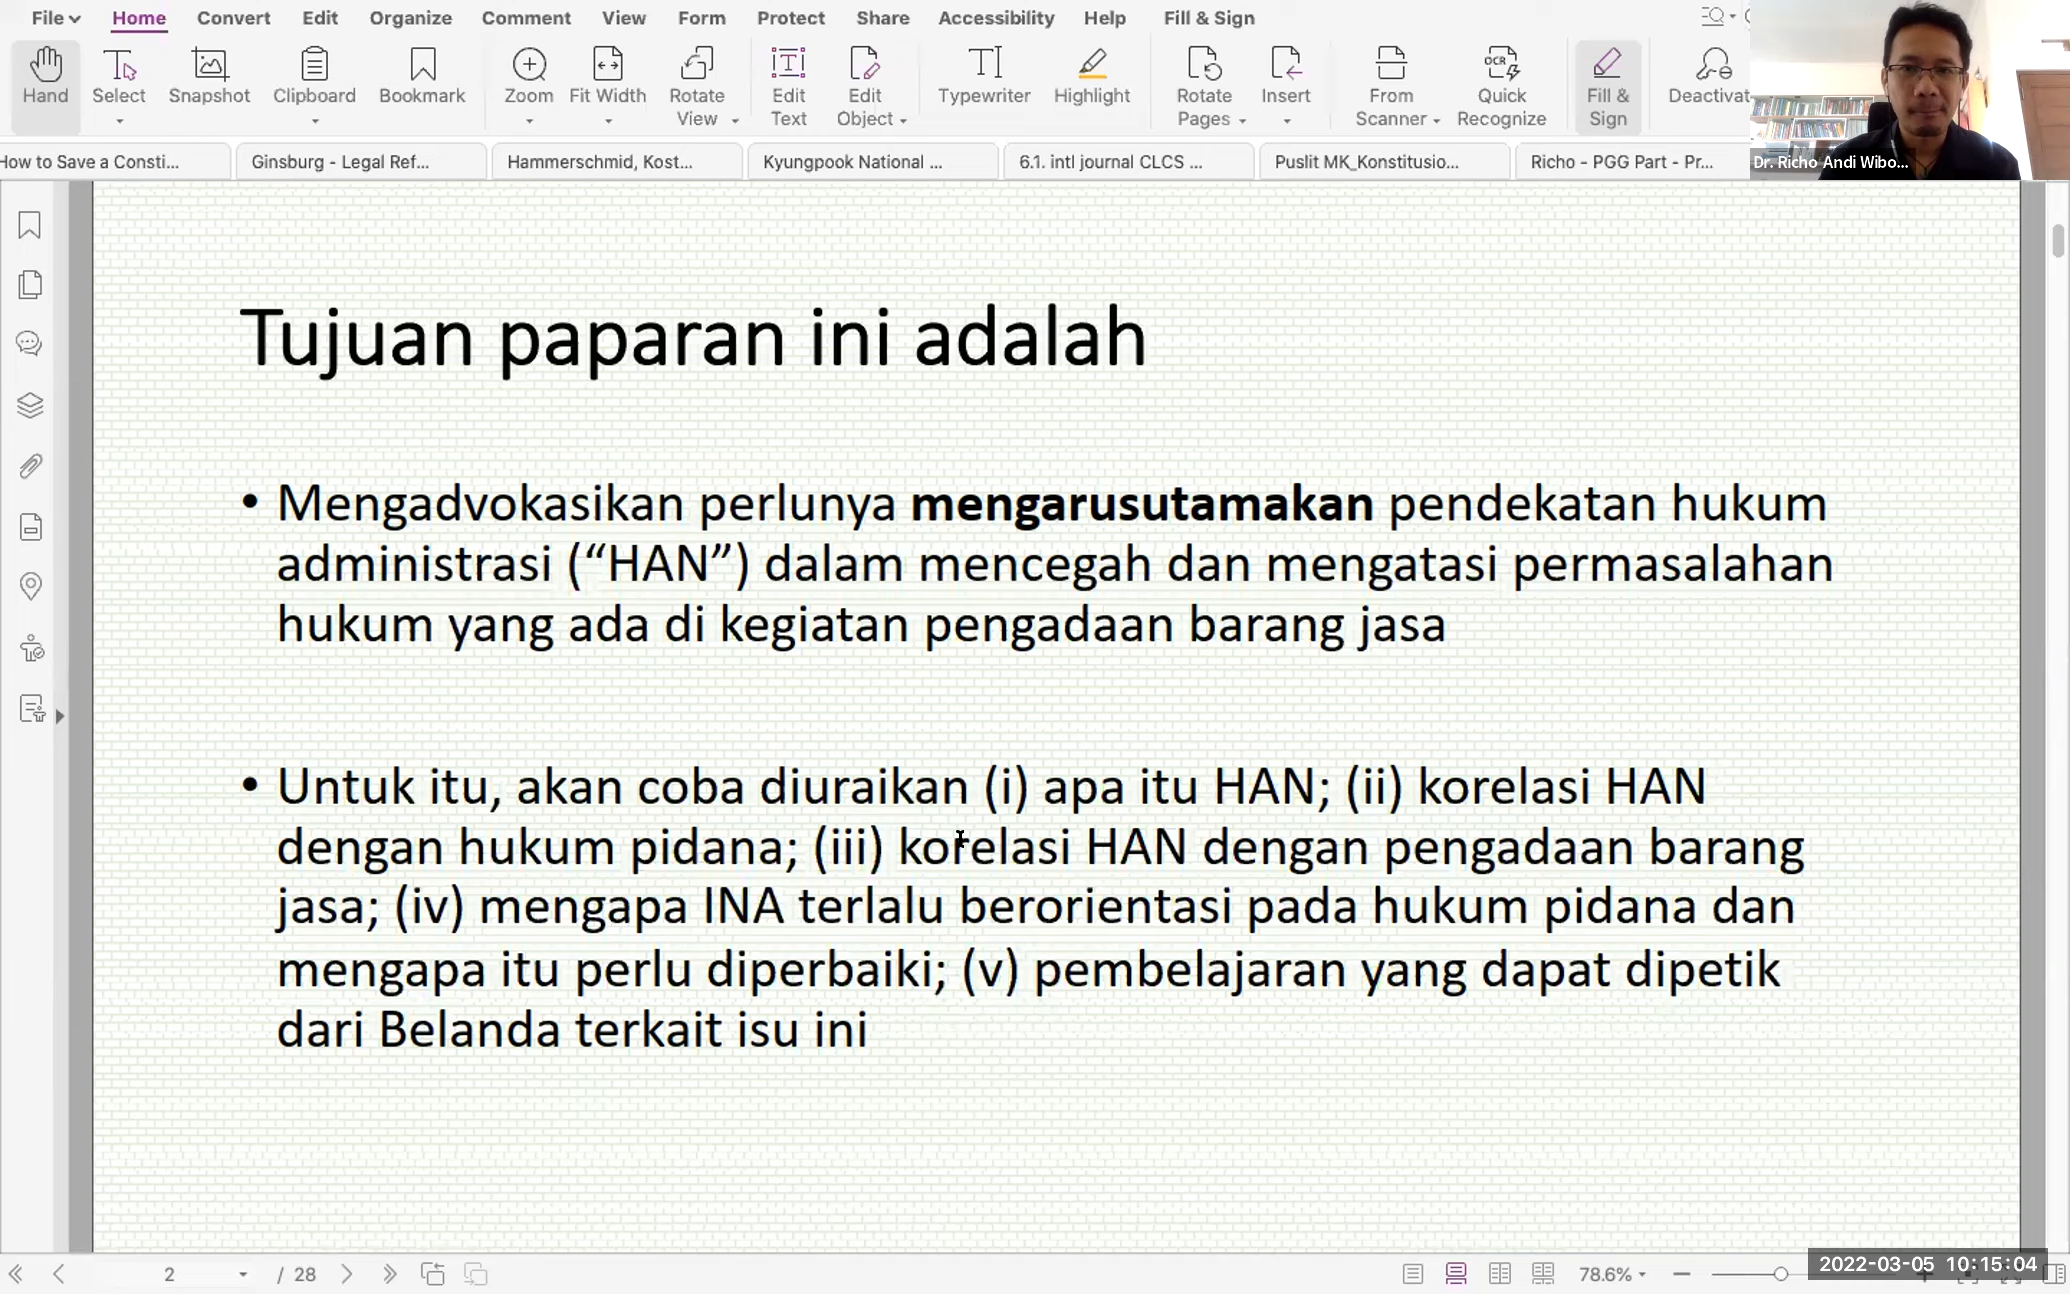 File Home Convert Edit Organize Comment View Form Protect Share Accessibility Help Fill & Sign
Hand Select Snapshot Clipboard Bookmark Zoom Fit Width Rotate View Edit Text Edit Object Typewriter Highlight Rotate Pages Insert From Scanner Quick Recognize Fill & Sign Deactivat
OCR
How to Save a Consti... Ginsburg - Legal Ref... Hammerschmid, Kost... Kyungpook National ... 6.1. intl journal CLCS ... Puslit MK_Konstitusio... Richo - PGG Part - Pr...
Dr. Richo Andi Wibo...
Tujuan paparan ini adalah
• Mengadvokasikan perlunya mengarusutamakan pendekatan hukum
administrasi (“HAN”) dalam mencegah dan mengatasi permasalahan
hukum yang ada di kegiatan pengadaan barang jasa
• Untuk itu, akan coba diuraikan (i) apa itu HAN; (ii) korelasi HAN
dengan hukum pidana; (iii) korelasi HAN dengan pengadaan barang
jasa; (iv) mengapa INA terlalu berorientasi pada hukum pidana dan
mengapa itu perlu diperbaiki; (v) pembelajaran yang dapat dipetik
dari Belanda terkait isu ini
2 / 28 78.6%
2022-03-05 10:15:04